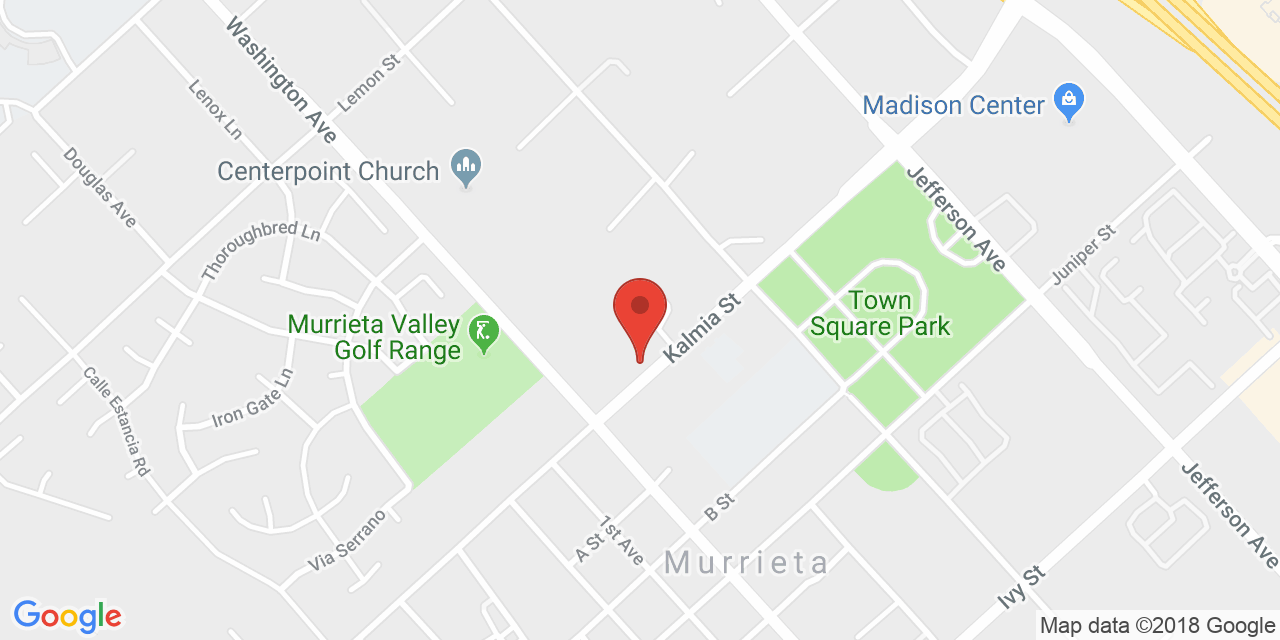 Washington Ave
Lemon St
Lenox Ln
Madison Center
Douglas Ave
Centerpoint Church
Jefferson Ave
Thoroughbred Ln
Juniper St
Murrieta Valley
Golf Range
Kalmia St
Town
Square Park
Calle Estancia Rd
Iron Gate Ln
Via Serrano
B St
A St
1st Ave
Murrieta
Jefferson Ave
Ivy St
Google
Map data ©2018 Google